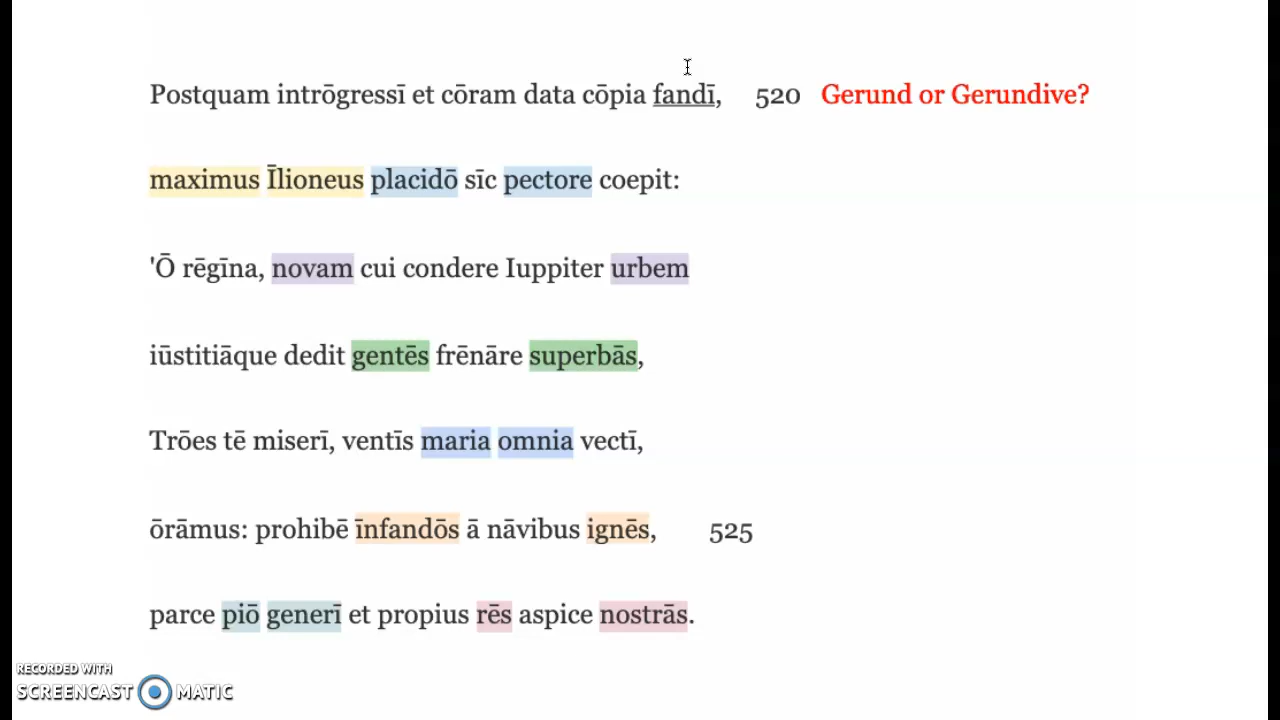 Postquam intrōgressī et cōram data cōpia fandī, 520 Gerund or Gerundive?
maximus Īlioneus placidō sīc pectore coepit:
'Ō rēgīna, novam cui condere Iuppiter urbem
iūstitiāque dedit gentēs frēnāre superbās,
Trōes tē miserī, ventīs maria omnia vectī,
ōrāmus: prohibē īnfandōs ā nāvibus ignēs, 525
parce piō generī et propius rēs aspice nostrās.
RECORDED WITH
SCREENCAST MATIC